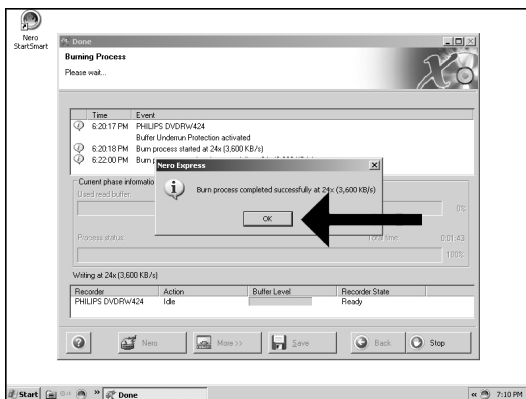 Nero
StartSmart
Done
Burning Process
Please wait...
Time Event
6:20:17 PM PHILIPS DVDRW424
Buffer Underrun Protection activated
6:20:18 PM Burn process started at 24x (3,600 KB/s)
6:22:00 PM Burn
Nero Express
Burn process completed successfully at 24x (3,600 KB/s)
OK
Current phase informatio
Used read buffer:
0%
Process status
Total time:
0:01:43
100%
Writing at 24x (3,600 KB/s)
Recorder Action Buffer Level Recorder State
PHILIPS DVDRW424 Idle Ready
Nero More >> Save Back Stop
Start » Done « 7:10 PM